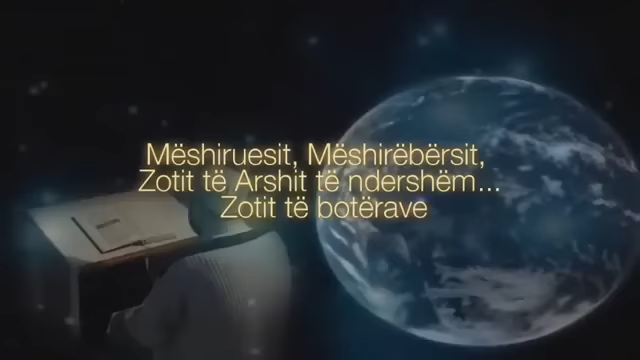 Mëshiruesit, Mëshirëbërsit,
Zotit të Arshit të ndershëm...
Zotit të botërave